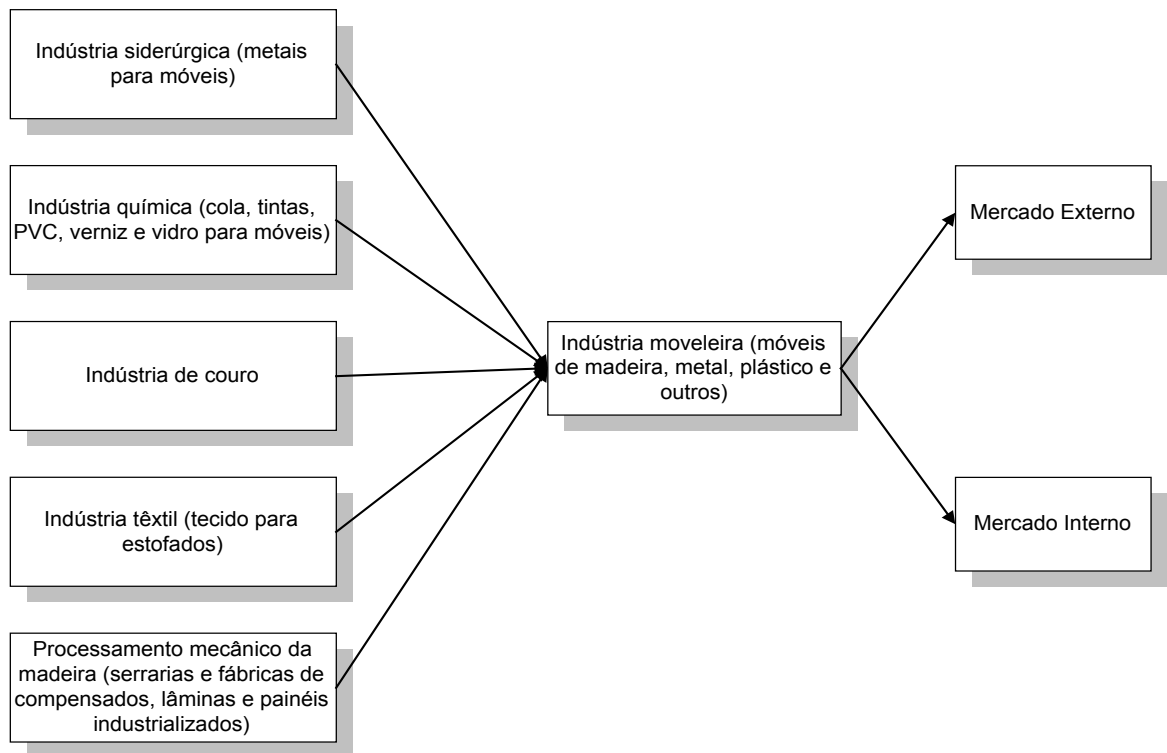 Indústria siderúrgica (metais
para móveis)
Indústria química (cola, tintas,
PVC, verniz e vidro para móveis)
Indústria de couro
Indústria têxtil (tecido para
estofados)
Processamento mecânico da
madeira (serrarias e fábricas de
compensados, lâminas e painéis
industrializados)
Indústria moveleira (móveis
de madeira, metal, plástico e
outros)
Mercado Externo
Mercado Interno